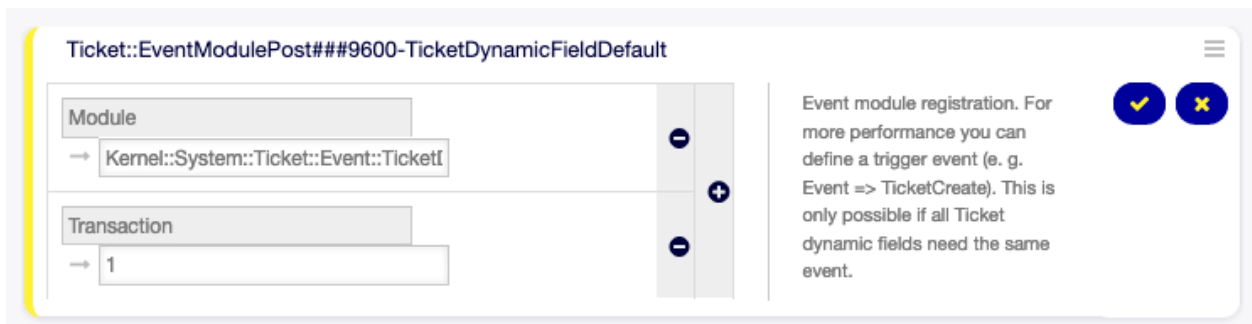 Ticket::EventModulePost###9600-TicketDynamicFieldDefault
Module
Kernel::System::Ticket::Event::Ticket
Transaction
1
Event module registration. For
more performance you can
define a trigger event (e. g.
Event => TicketCreate). This is
only possible if all Ticket
dynamic fields need the same
event.